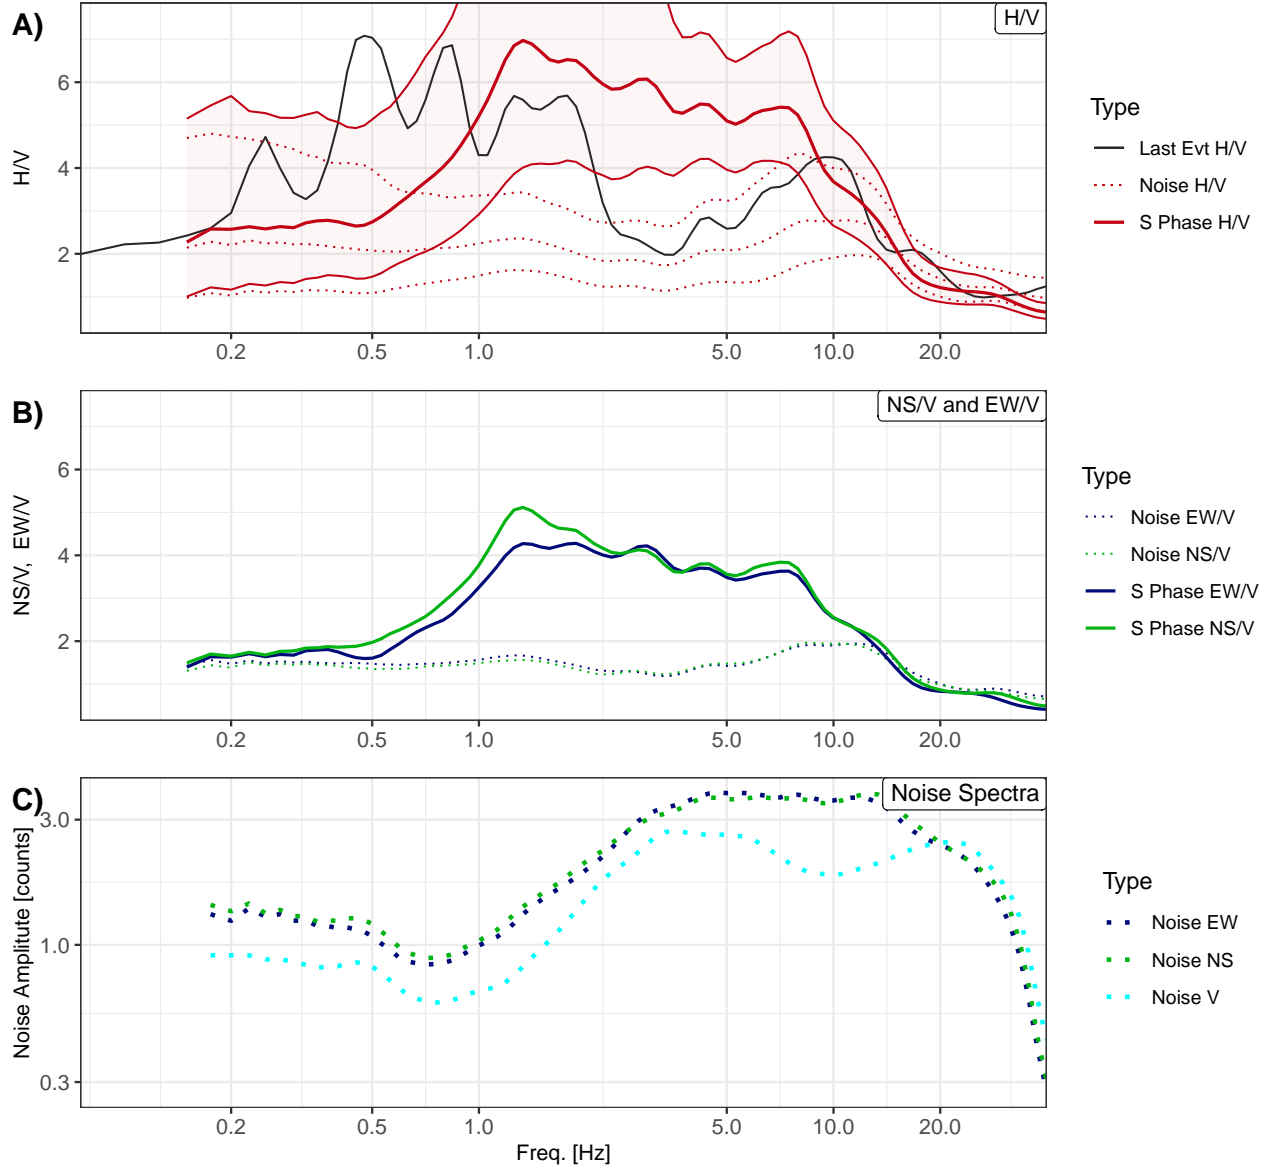 A)
H/V
H/V
6
4
2
0.2 0.5 1.0 5.0 10.0 20.0
Type
Last Evt H/V
Noise H/V
S Phase H/V
B)
NS/V and EW/V
NS/V, EW/V
6
4
2
0.2 0.5 1.0 5.0 10.0 20.0
Type
Noise EW/V
Noise NS/V
S Phase EW/V
S Phase NS/V
C)
Noise Spectra
Noise Amplitute [counts]
3.0
1.0
0.3
0.2 0.5 1.0 5.0 10.0 20.0
Freq. [Hz]
Type
Noise EW
Noise NS
Noise V